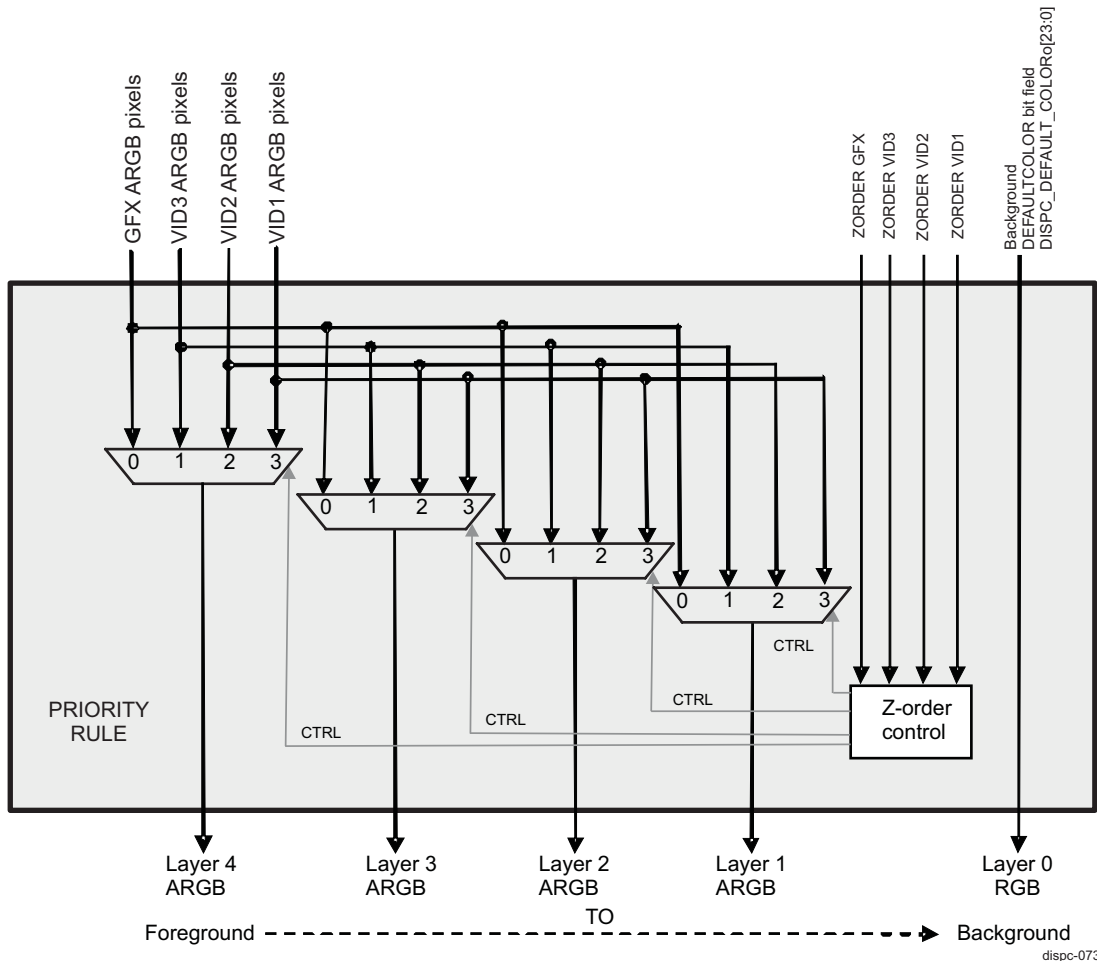 GFX ARGB pixels
VID3 ARGB pixels
VID2 ARGB pixels
VID1 ARGB pixels
ZORDER GFX
ZORDER VID3
ZORDER VID2
ZORDER VID1
Background
DEFAULTCOLOR bit field
DISPC_DEFAULT_COLORo[23:0]
0 1 2 3
0 1 2 3
0 1 2 3
0 1 2 3
CTRL
CTRL
CTRL
CTRL
Z-order
control
PRIORITY
RULE
Layer 4
ARGB
Layer 3
ARGB
Layer 2
ARGB
Layer 1
ARGB
Layer 0
RGB
Foreground
TO
Background
dispc-073